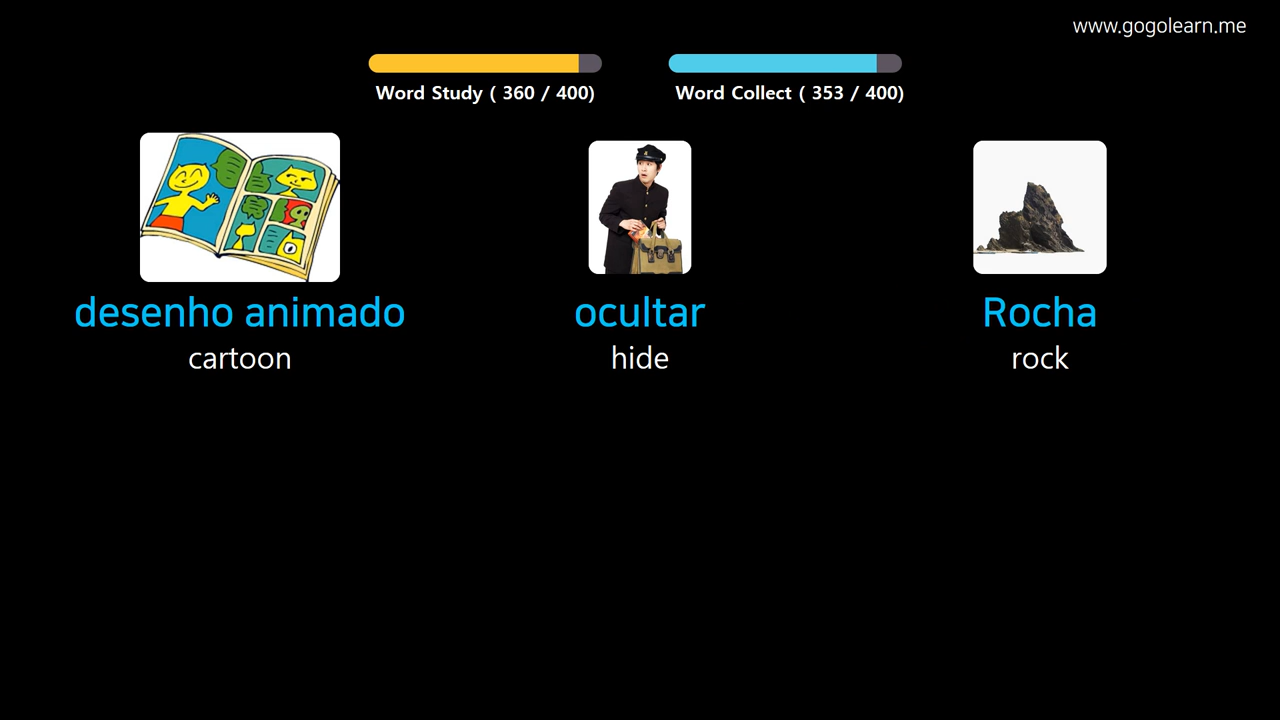 www.gogolearn.me
Word Study ( 360 / 400)
Word Collect ( 353 / 400)
desenho animado
ocultar
Rocha
cartoon
hide
rock